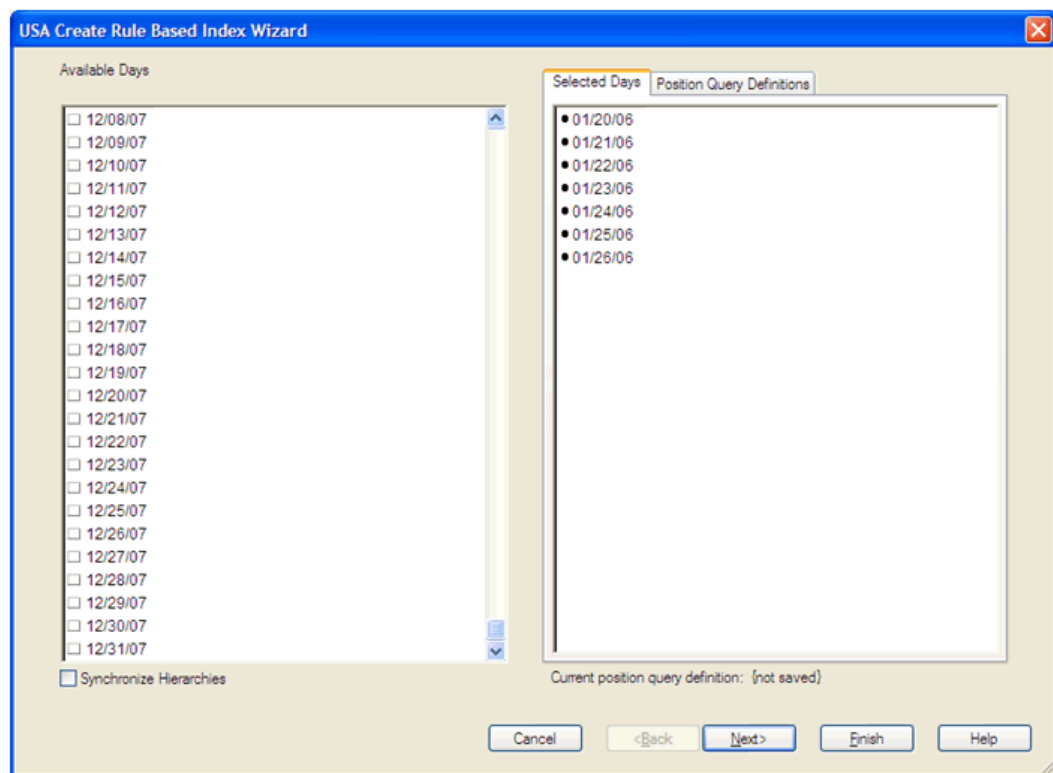 USA Create Rule Based Index Wizard
Available Days
12/08/07
12/09/07
12/10/07
12/11/07
12/12/07
12/13/07
12/14/07
12/15/07
12/16/07
12/17/07
12/18/07
12/19/07
12/20/07
12/21/07
12/22/07
12/23/07
12/24/07
12/25/07
12/26/07
12/27/07
12/28/07
12/29/07
12/30/07
12/31/07
Synchronize Hierarchies
Selected Days
Position Query Definitions
01/20/06
01/21/06
01/22/06
01/23/06
01/24/06
01/25/06
01/26/06
Current position query definition: {not saved}
Cancel
<Back
Next>
Finish
Help